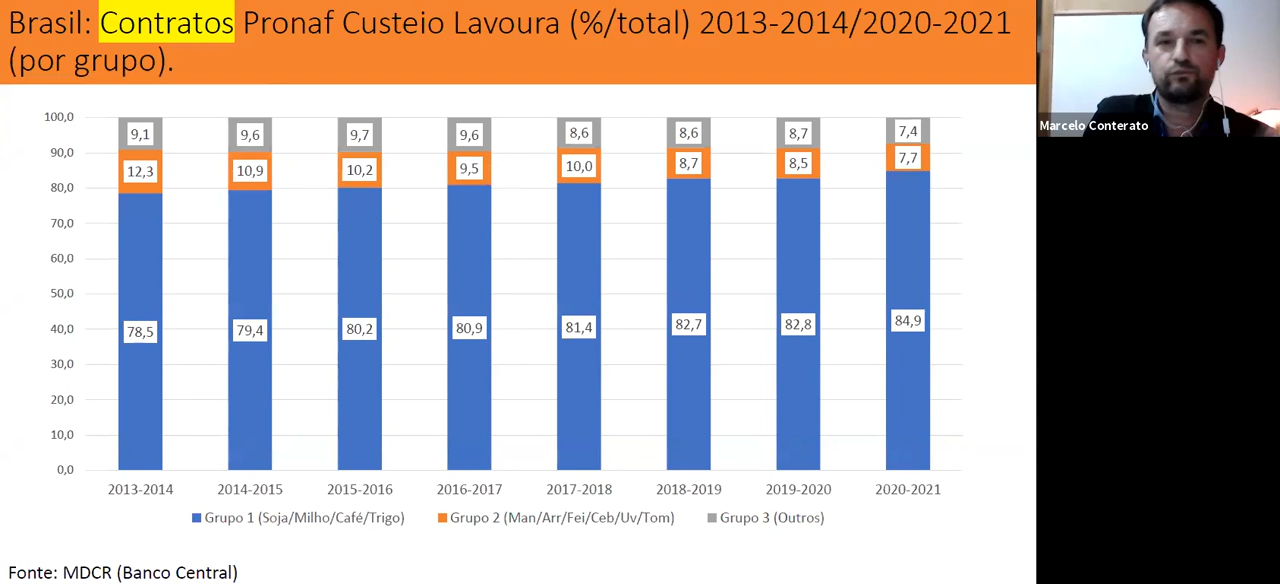 Brasil: Contratos Pronaf Custeio Lavoura (%/total) 2013-2014/2020-2021
(por grupo).
Marcelo Conterato
100,0
90,0
80,0
70,0
60,0
50,0
40,0
30,0
20,0
10,0
0,0
9,1 9,6 9,7 9,6 8,6 8,6 8,7 7,4
12,3 10,9 10,2 9,5 10,0 8,7 8,5 7,7
78,5 79,4 80,2 80,9 81,4 82,7 82,8 84,9
2013-2014 2014-2015 2015-2016 2016-2017 2017-2018 2018-2019 2019-2020 2020-2021
Grupo 1 (Soja/Milho/Café/Trigo) Grupo 2 (Man/Arr/Fei/Ceb/Uv/Tom) Grupo 3 (Outros)
Fonte: MDCR (Banco Central)